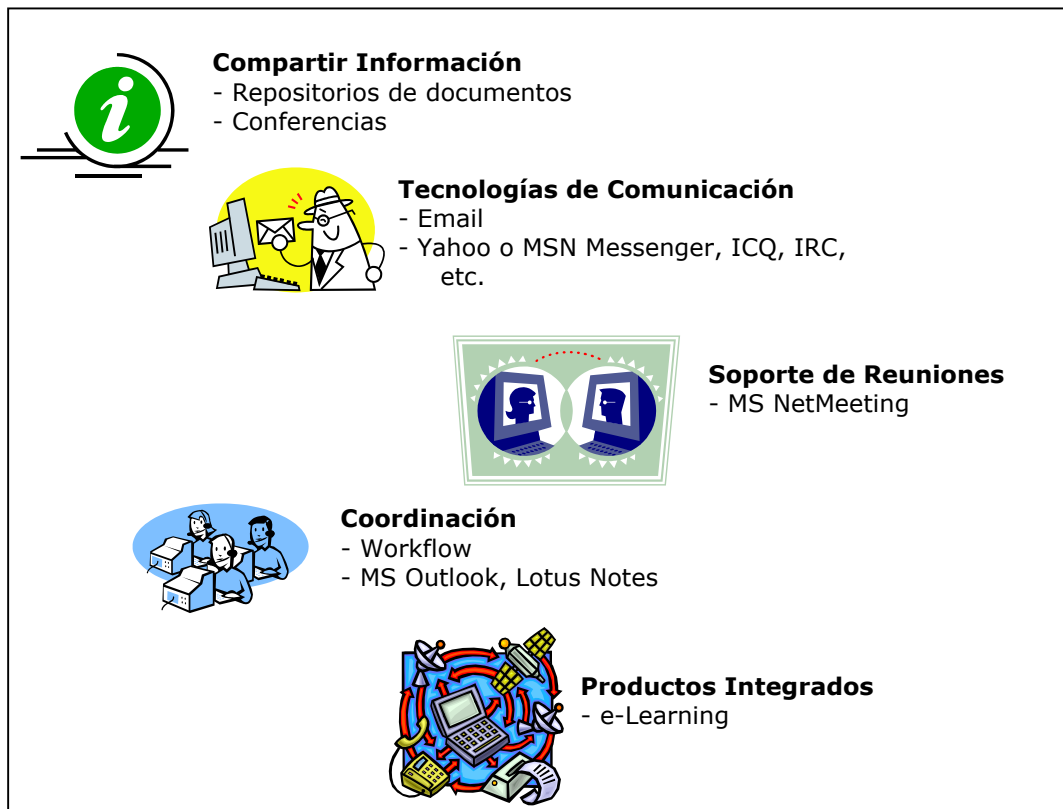 Compartir Información
- Repositorios de documentos
- Conferencias
Tecnologías de Comunicación
- Email
- Yahoo o MSN Messenger, ICQ, IRC,
etc.
Soporte de Reuniones
- MS NetMeeting
Coordinación
- Workflow
- MS Outlook, Lotus Notes
Productos Integrados
- e-Learning